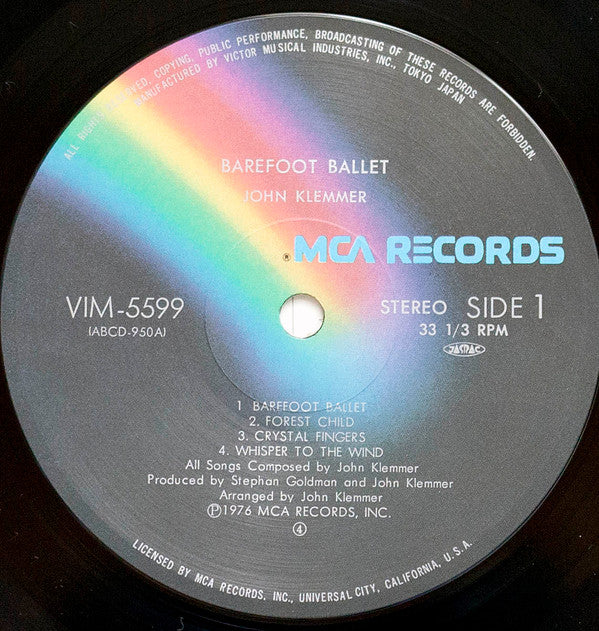 ALL RIGHTS RESERVED, COPYING, PUBLIC PERFORMANCE, BROADCASTING OF THESE RECORDS ARE FORBIDDEN.
MANUFACTURED BY VICTOR MUSICAL INDUSTRIES, INC., TOKYO JAPAN
BAREFOOT BALLET
JOHN KLEMMER
® MCA RECORDS
VIM-5599
(ABCD-950A)
STEREO SIDE 1
33 1/3 RPM
JASRAC
1 BAREFOOT BALLET
2. FOREST CHILD
3. CRYSTAL FINGERS
4. WHISPER TO THE WIND
All Songs Composed by John Klemmer
Produced by Stephan Goldman and John Klemmer
Arranged by John Klemmer
Ⓟ1976 MCA RECORDS, INC.
④
LICENSED BY MCA RECORDS, INC., UNIVERSAL CITY, CALIFORNIA, U.S.A.